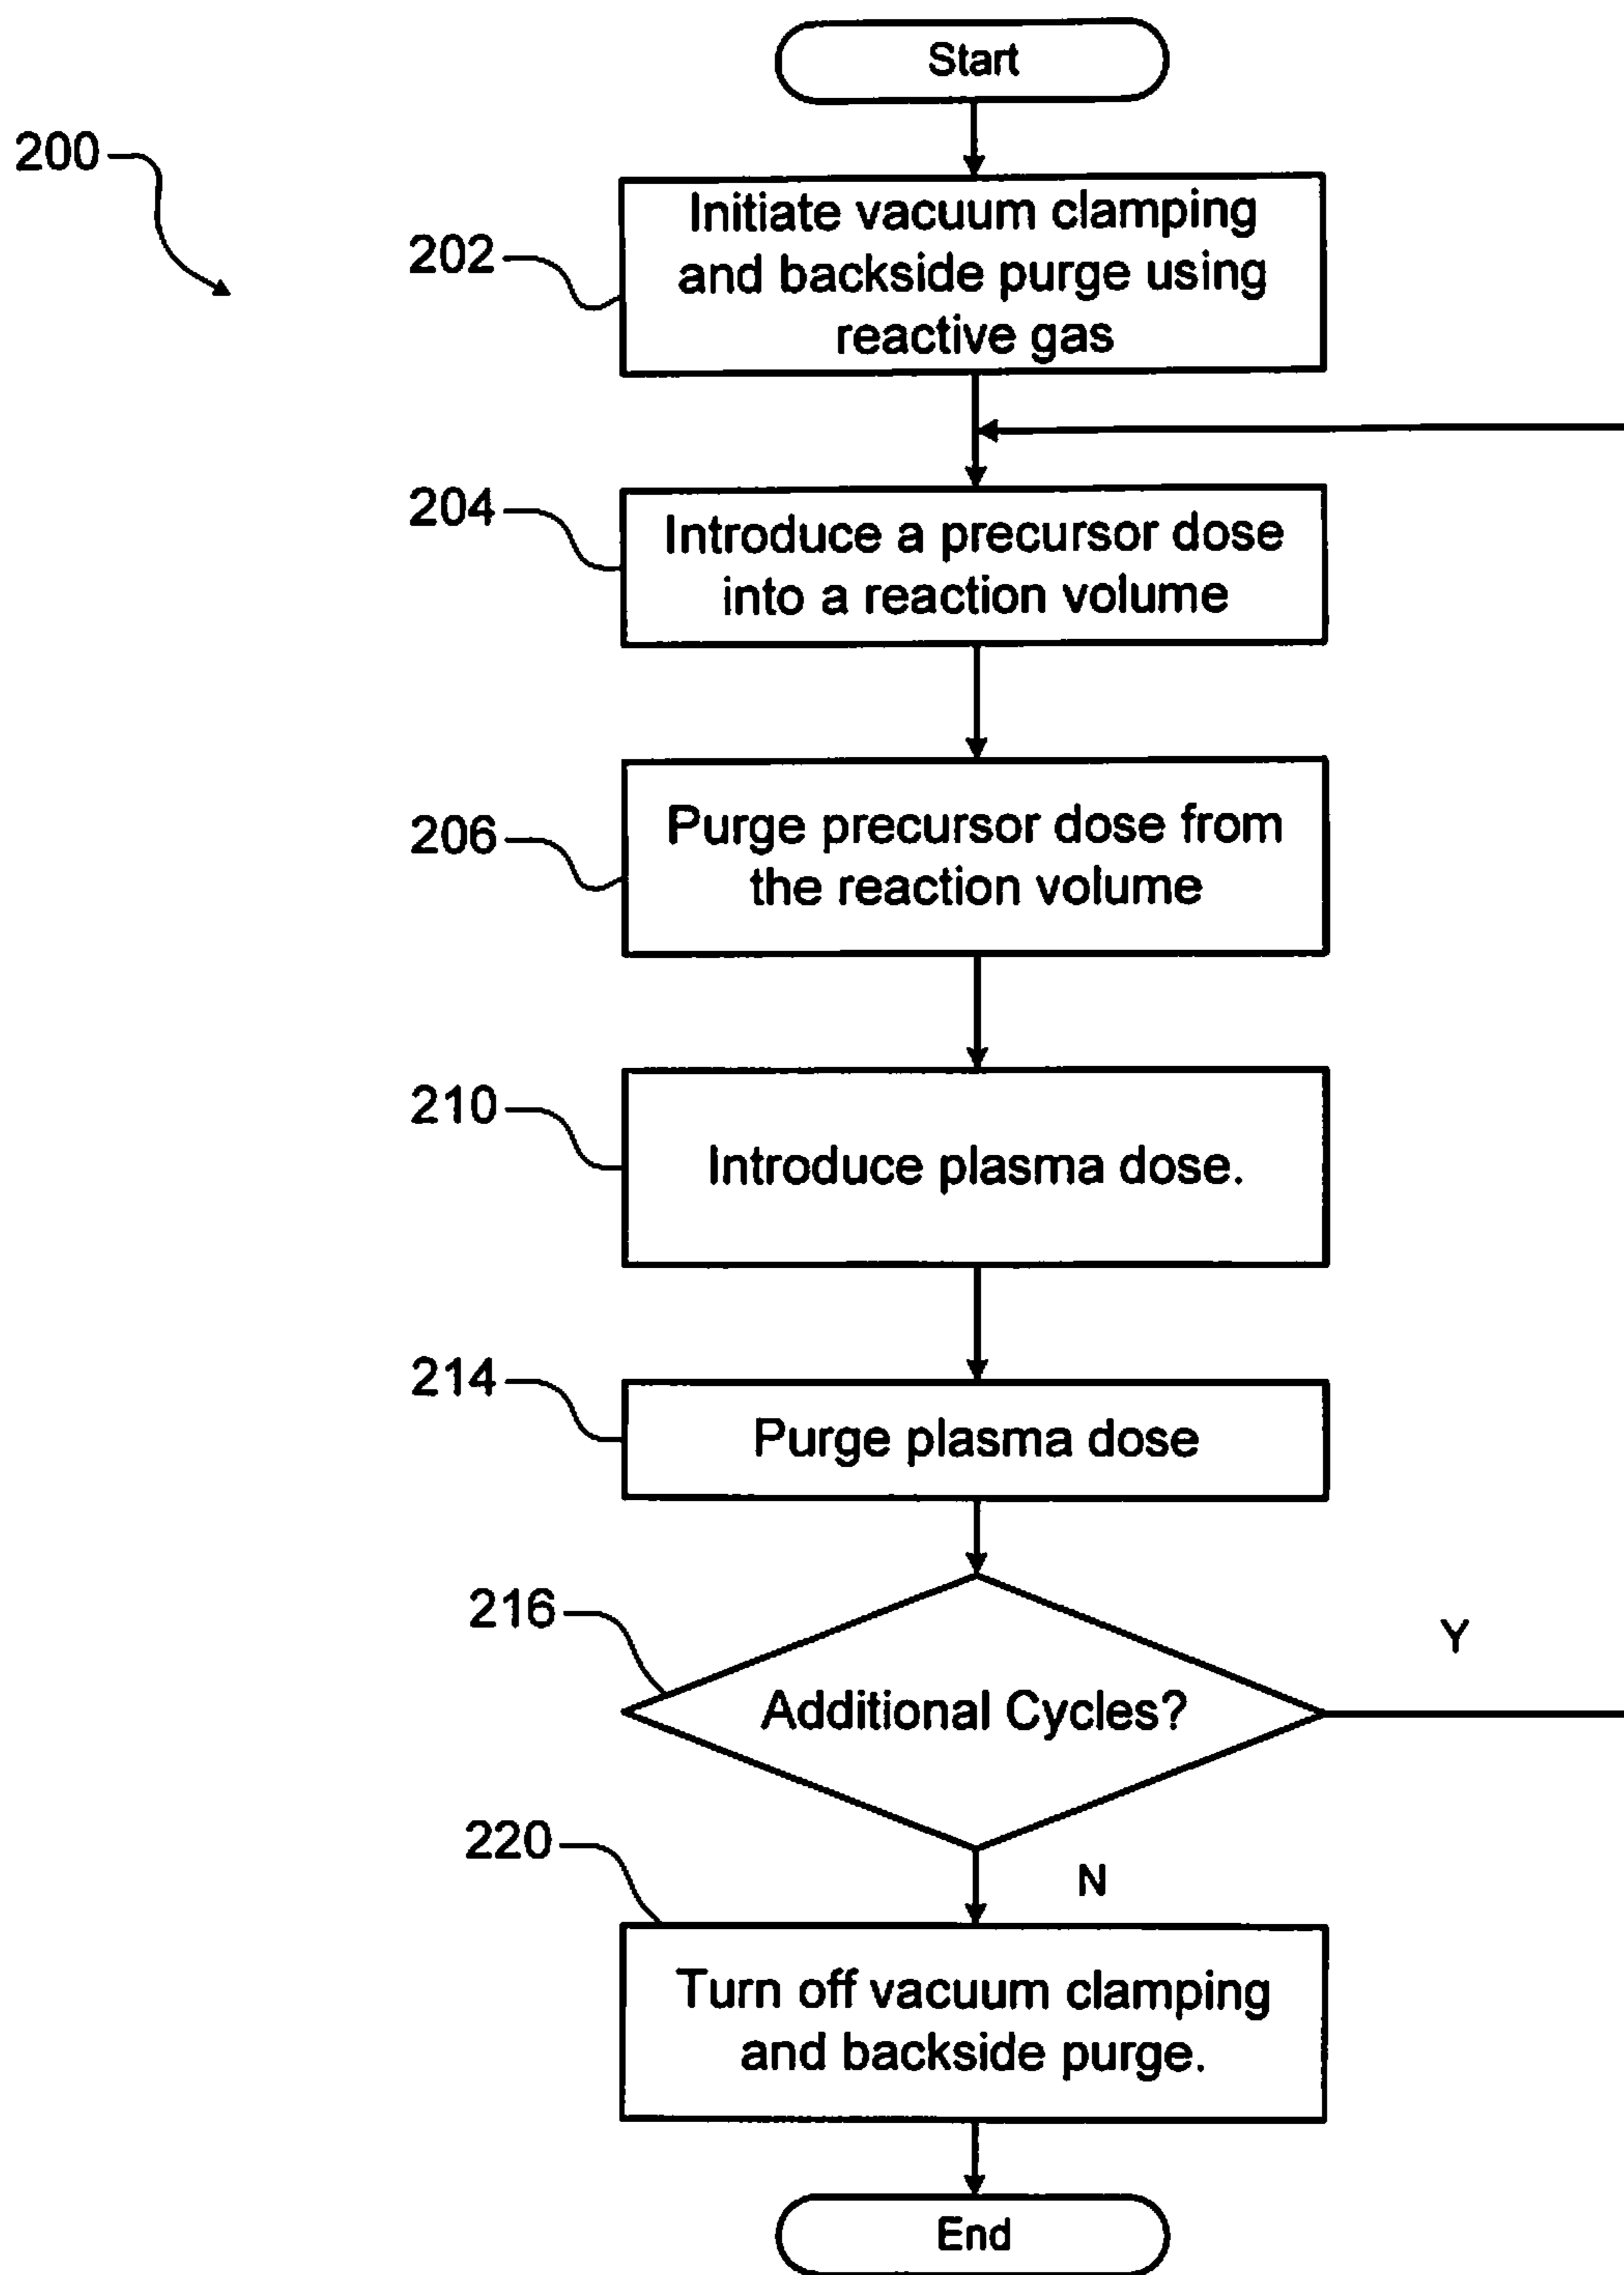 Start
200
202
Initiate vacuum clamping
and backside purge using
reactive gas
204
Introduce a precursor dose
into a reaction volume
206
Purge precursor dose from
the reaction volume
210
Introduce plasma dose.
214
Purge plasma dose
216
Additional Cycles?
Y
N
220
Turn off vacuum clamping
and backside purge.
End